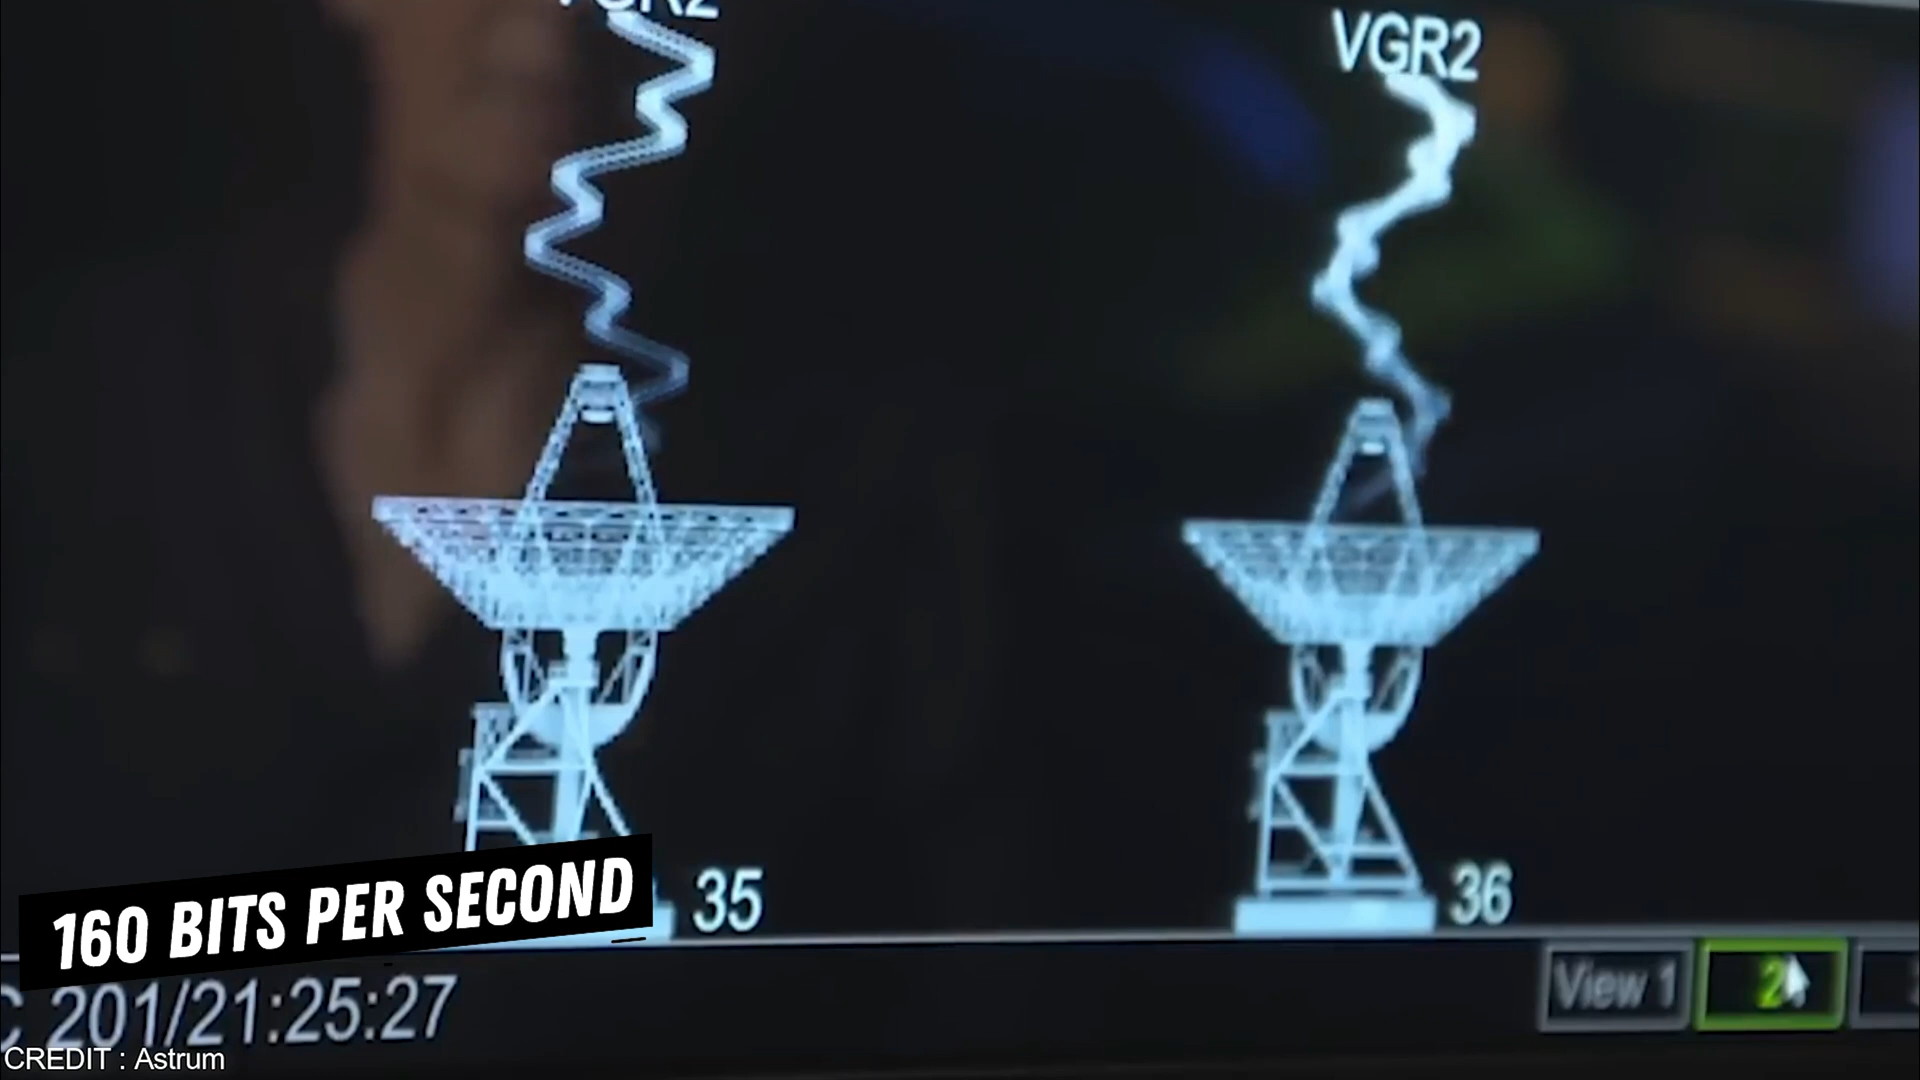 VGR2
VGR2
160 BITS PER SECOND
35
36
C 201/21:25:27
View 1
2
CREDIT : Astrum